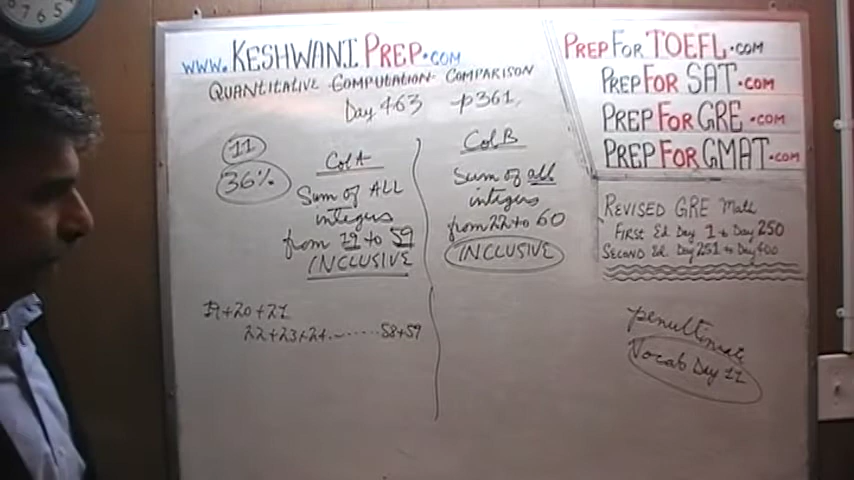 www.KESHWANIPREP.COM
QUANTITATIVE COMPUTATION COMPARISON
Day 463 p361
11
36%
Col A
Sum of ALL
integers
from 19 to 59
INCLUSIVE
19+20+21
22+23+24........58+59
Col B
Sum of all
integers
from 22 to 60
INCLUSIVE
PREPFORTOEFL.COM
PREPFORSAT.COM
PREPFORGRE.COM
PREPFORGMAT.COM
REVISED GRE Math
FIRST Ed Day 1 to Day 250
SECOND Ed. Day 251 to Day 400
penultimate
Vocab Day 11